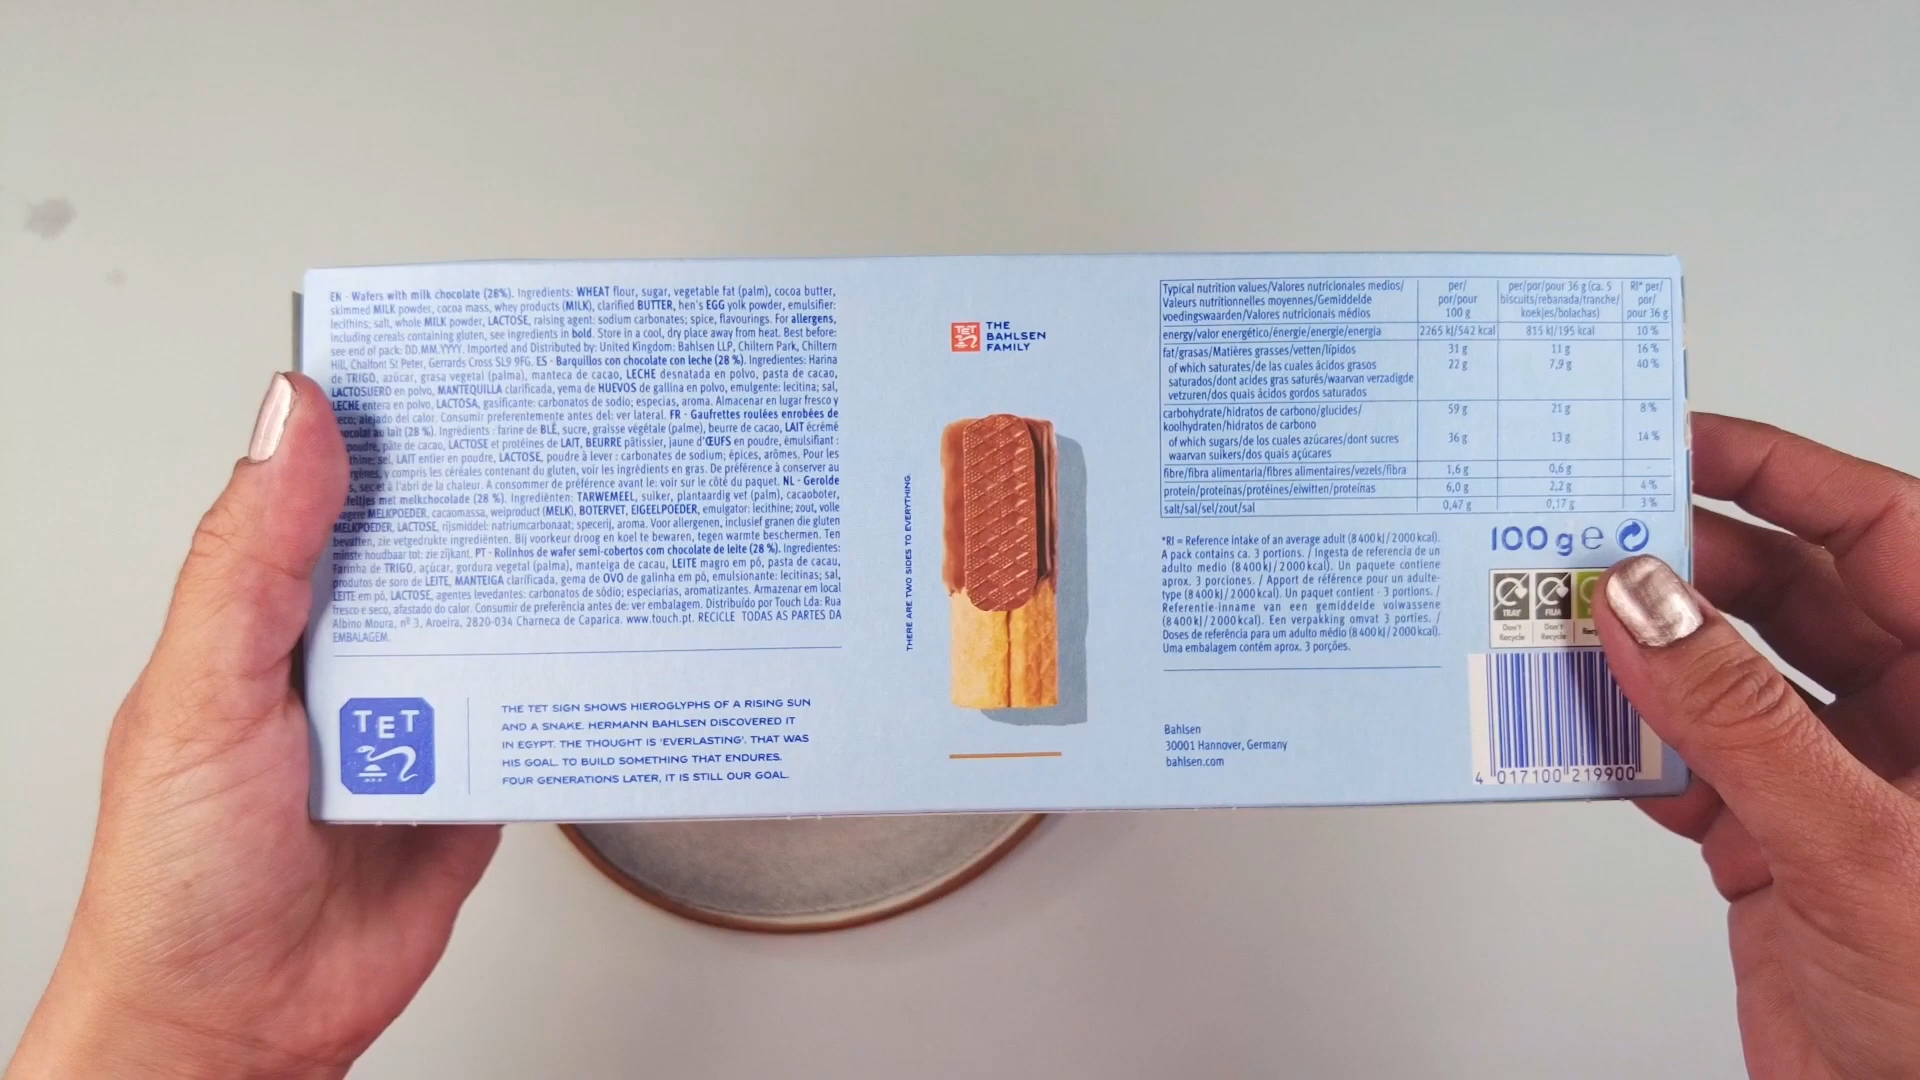 EN - Wafers with milk chocolate (28%). Ingredients: WHEAT flour, sugar, vegetable fat (palm), cocoa butter,
skimmed MILK powder, cocoa mass, whey products (MILK), clarified BUTTER, hen's EGG yolk powder, emulsifier:
lecithins; salt, whole MILK powder, LACTOSE, raising agent: sodium carbonates; spice, flavourings. For allergens,
including cereals containing gluten, see ingredients in bold. Store in a cool, dry place away from heat. Best before:
see end of pack: DD.MM.YYYY. Imported and Distributed by: United Kingdom: Bahlsen LLP, Chiltern Park, Chiltern
Hill, Chalfont St Peter, Gerrards Cross SL9 9FG. ES - Barquillos con chocolate con leche (28 %). Ingredientes: Harina
de TRIGO, azúcar, grasa vegetal (palma), manteca de cacao, LECHE desnatada en polvo, pasta de cacao,
LACTOSUERO en polvo, MANTEQUILLA clarificada, yema de HUEVOS de gallina en polvo, emulgente: lecitina; sal,
LECHE entera en polvo, LACTOSA, gasificante: carbonatos de sodio; especias, aroma. Almacenar en lugar fresco y
eco; alejado del calor. Consumir preferentemente antes del: ver lateral. FR - Gaufrettes roulées enrobées de
ocolat au lait (28 %). Ingrédients : farine de BLÉ, sucre, graisse végétale (palme), beurre de cacao, LAIT écrémé
poudre, pâte de cacao, LACTOSE et protéines de LAIT, BEURRE pâtissier, jaune d'ŒUFS en poudre, émulsifiant :
thine; sel, LAIT entier en poudre, LACTOSE, poudre à lever : carbonates de sodium; épices, arômes. Pour les
rgènes, y compris les céréales contenant du gluten, voir les ingrédients en gras. De préférence à conserver au
s, sec et à l'abri de la chaleur. A consommer de préférence avant le: voir sur le côté du paquet. NL - Gerolde
feltjes met melkchocolade (28 %). Ingrediënten: TARWEMEEL, suiker, plantaardig vet (palm), cacaoboter,
agere MELKPOEDER, cacaomassa, weiproduct (MELK), BOTERVET, EIGEELPOEDER, emulgator: lecithine; zout, volle
MELKPOEDER, LACTOSE, rijsmiddel: natriumcarbonaat; specerij, aroma. Voor allergenen, inclusief granen die gluten
bevatten, zie vetgedrukte ingrediënten. Bij voorkeur droog en koel te bewaren, tegen warmte beschermen. Ten
minste houdbaar tot: zie zijkant. PT - Rolinhos de wafer semi-cobertos com chocolate de leite (28 %). Ingredientes:
Farinha de TRIGO, açúcar, gordura vegetal (palma), manteiga de cacau, LEITE magro em pó, pasta de cacau,
produtos de soro de LEITE, MANTEIGA clarificada, gema de OVO de galinha em pó, emulsionante: lecitinas; sal,
LEITE em pó, LACTOSE, agentes levedantes: carbonatos de sódio; especiarias, aromatizantes. Armazenar em local
fresco e seco, afastado do calor. Consumir de preferência antes de: ver embalagem. Distribuído por Touch Lda: Rua
Albino Moura, nº 3, Aroeira, 2820-034 Charneca de Caparica. www.touch.pt. RECICLE TODAS AS PARTES DA
EMBALAGEM.
TET
THE TET SIGN SHOWS HIEROGLYPHS OF A RISING SUN
AND A SNAKE. HERMANN BAHLSEN DISCOVERED IT
IN EGYPT. THE THOUGHT IS 'EVERLASTING'. THAT WAS
HIS GOAL. TO BUILD SOMETHING THAT ENDURES.
FOUR GENERATIONS LATER, IT IS STILL OUR GOAL.
THERE ARE TWO SIDES TO EVERYTHING.
TET
THE
BAHLSEN
FAMILY
Typical nutrition values/Valores nutricionales medios/
Valeurs nutritionnelles moyennes/Gemiddelde
voedingswaarden/Valores nutricionais médios
per/
por/pour
100 g
per/por/pour 36 g (ca. 5
biscuits/rebanada/tranche/
koekjes/bolachas)
RI* per/
por/
pour 36 g
energy/valor energético/énergie/energie/energia 2265 kJ/542 kcal 815 kJ/195 kcal 10 %
fat/grasas/Matières grasses/vetten/lípidos 31 g 11 g 16 %
of which saturates/de las cuales ácidos grasos 22 g 7,9 g 40 %
saturados/dont acides gras saturés/waarvan verzadigde
vetzuren/dos quais ácidos gordos saturados
carbohydrate/hidratos de carbono/glucides/ 59 g 21 g 8 %
koolhydraten/hidratos de carbono
of which sugars/de los cuales azúcares/dont sucres 36 g 13 g 14 %
waarvan suikers/dos quais açúcares
fibre/fibra alimentaria/fibres alimentaires/vezels/fibra 1,6 g 0,6 g -
protein/proteínas/protéines/eiwitten/proteínas 6,0 g 2,2 g 4 %
salt/sal/sel/zout/sal 0,47 g 0,17 g 3 %
*RI = Reference intake of an average adult (8400 kJ/2000 kcal).
A pack contains ca. 3 portions. / Ingesta de referencia de un
adulto medio (8400 kJ/2000 kcal). Un paquete contiene
aprox. 3 porciones. / Apport de référence pour un adulte-
type (8400 kJ/2000 kcal). Un paquet contient - 3 portions. /
Referentie-inname van een gemiddelde volwassene
(8400 kJ/2000 kcal). Een verpakking omvat 3 porties. /
Doses de referência para um adulto médio (8400 kJ/2000 kcal).
Uma embalagem contém aprox. 3 porções.
100 g e
TRAY
Don't
Recycle
FILM
Don't
Recycle
Bahlsen
30001 Hannover, Germany
bahlsen.com
4 017100 219900